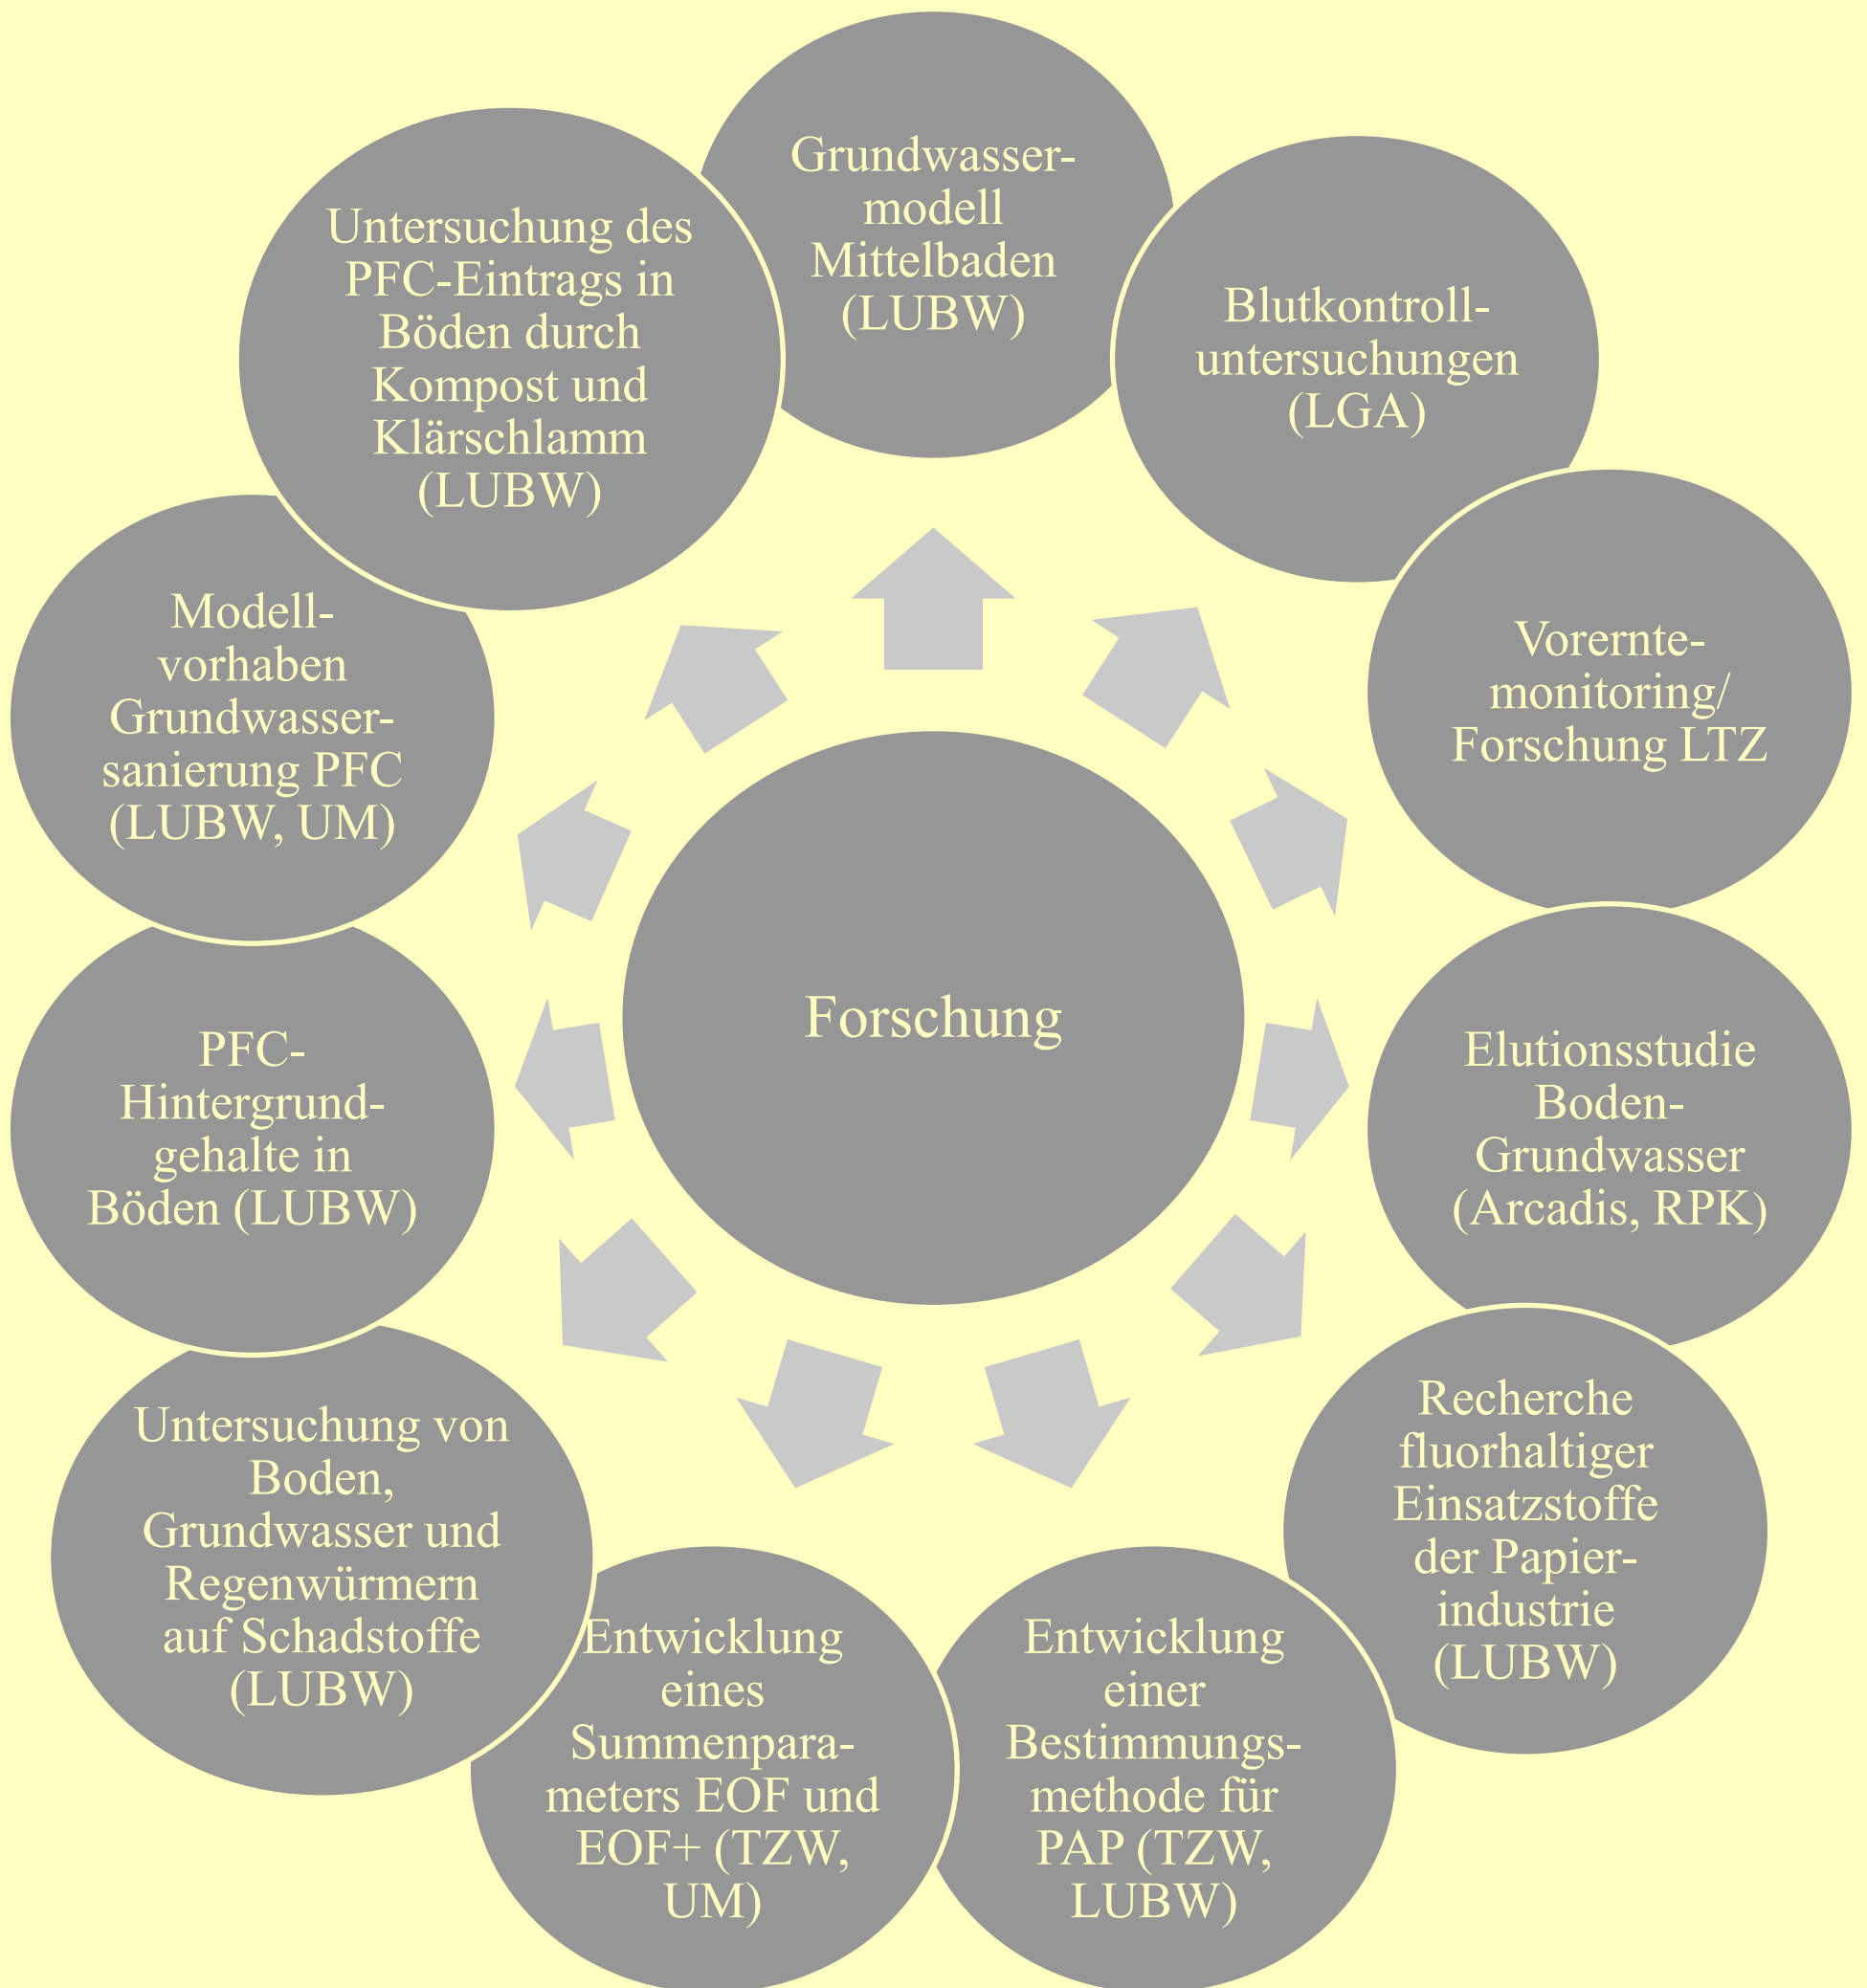 Grundwasser-
modell
Mittelbaden
(LUBW)
Blutkontroll-
untersuchungen
(LGA)
Vorernte-
monitoring/
Forschung LTZ
Elutionsstudie
Boden-
Grundwasser
(Arcadis, RPK)
Recherche
fluorhaltiger
Einsatzstoffe
der Papier-
industrie
(LUBW)
Entwicklung
einer
Bestimmungs-
methode für
PAP (TZW,
LUBW)
Entwicklung
eines
Summenpara-
meters EOF und
EOF+ (TZW,
UM)
Untersuchung von
Boden,
Grundwasser und
Regenwürmern
auf Schadstoffe
(LUBW)
PFC-
Hintergrund-
gehalte in
Böden (LUBW)
Modell-
vorhaben
Grundwasser-
sanierung PFC
(LUBW, UM)
Untersuchung des
PFC-Eintrags in
Böden durch
Kompost und
Klärschlamm
(LUBW)
Forschung